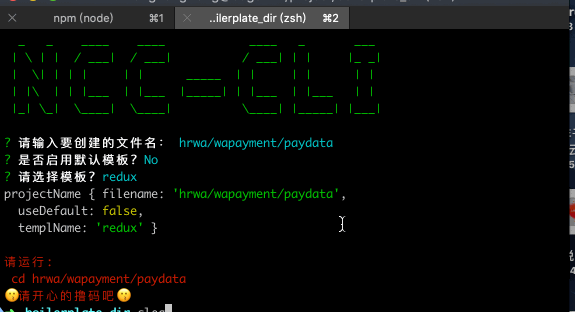 npm (node) ⌘1 ..ilerplate_dir (zsh) ⌘2
NCC-CLI
? 请输入要创建的文件名： hrwa/wapayment/paydata
? 是否启用默认模板？No
? 请选择模板？redux
projectName { filename: 'hrwa/wapayment/paydata',
useDefault: false,
templName: 'redux' }
请运行：
cd hrwa/wapayment/paydata
🤫请开心的撸码吧🤫